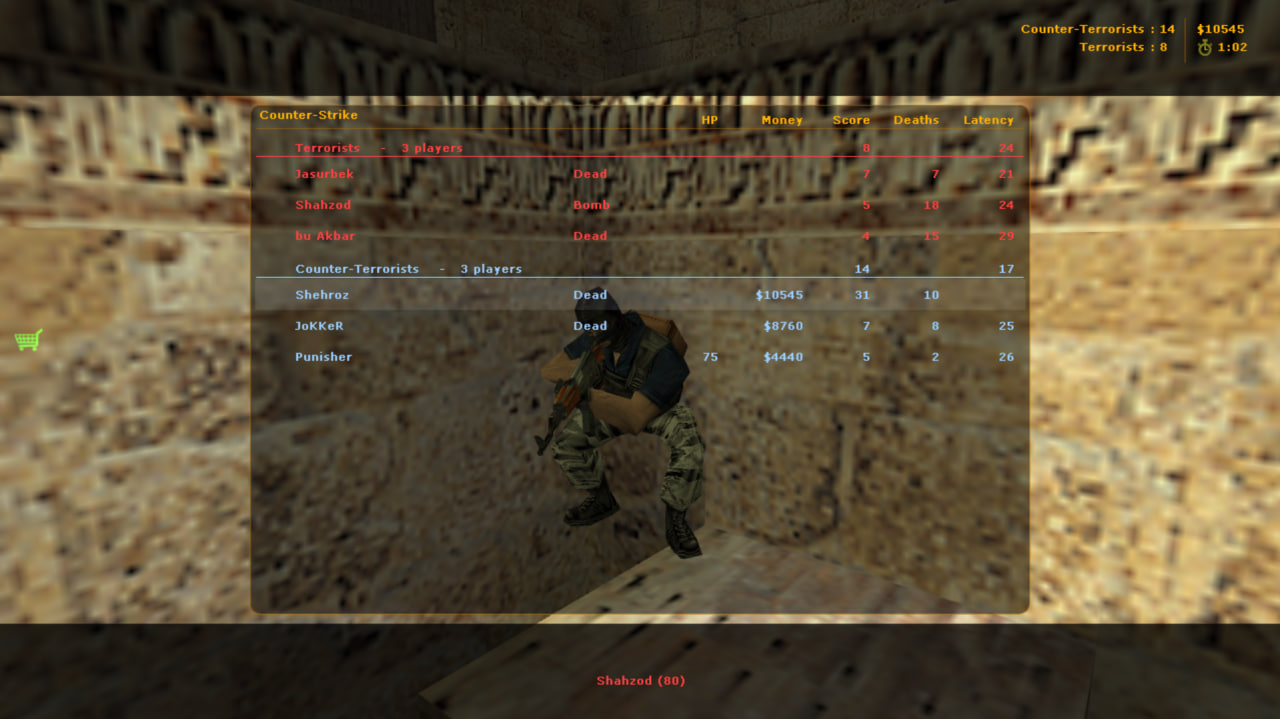 Counter-Terrorists : 14 $10545
Terrorists : 8 1:02
Counter-Strike HP Money Score Deaths Latency
Terrorists - 3 players 8 24
Jasurbek Dead 7 7 21
Shahzod Bomb 5 18 24
bu Akbar Dead 4 15 29
Counter-Terrorists - 3 players 14 17
Shehroz Dead $10545 31 10
JoKKeR Dead $8760 7 8 25
Punisher 75 $4440 5 2 26
Shahzod (80)